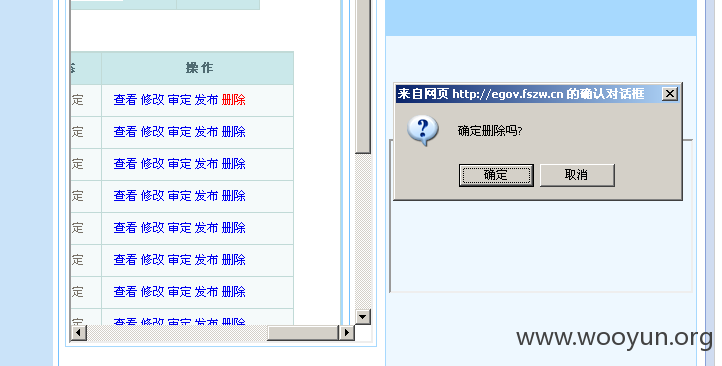 操 作
定 查看 修改 审定 发布 删除
定 查看 修改 审定 发布 删除
定 查看 修改 审定 发布 删除
定 查看 修改 审定 发布 删除
定 查看 修改 审定 发布 删除
定 查看 修改 审定 发布 删除
定 查看 修改 审定 发布 删除
定 查看 修改 审定 发布 删除
来自网页 http://egov.fszw.cn 的确认对话框
确定删除吗?
确定 取消
www.wooyun.org